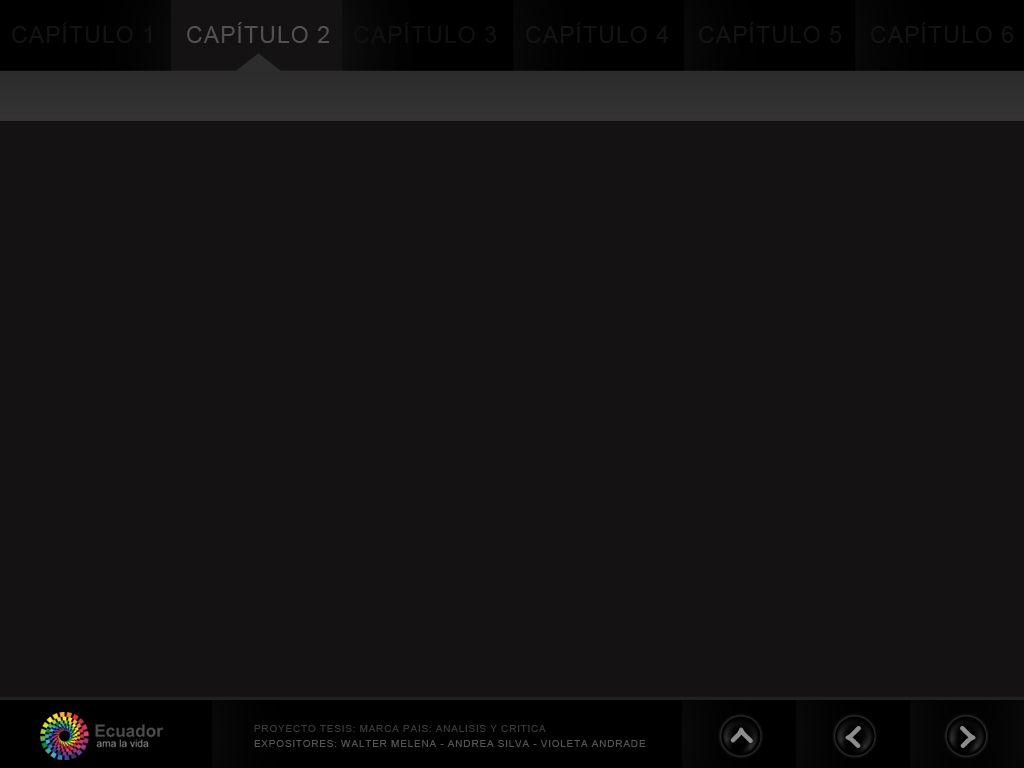 CAPÍTULO 1
CAPÍTULO 2
CAPÍTULO 3
CAPÍTULO 4
CAPÍTULO 5
CAPÍTULO 6
Ecuador
ama la vida
PROYECTO TESIS: MARCA PAIS: ANALISIS Y CRITICA
EXPOSITORES: WALTER MELENA - ANDREA SILVA - VIOLETA ANDRADE